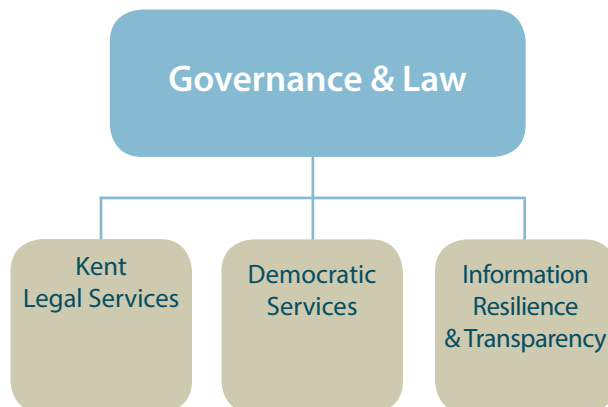 Governance & Law
Kent
Legal Services
Democratic
Services
Information
Resilience
& Transparency